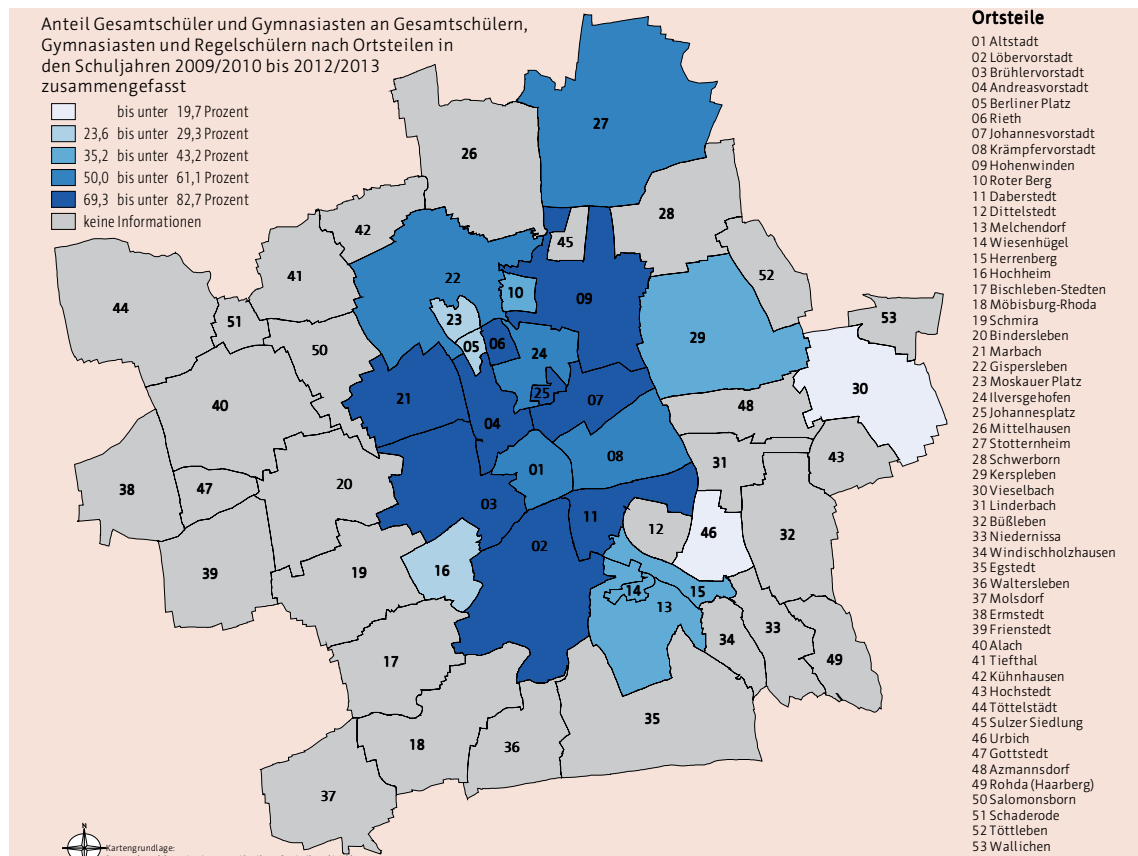 Anteil Gesamtschüler und Gymnasiasten an Gesamtschülern,
Gymnasiasten und Regelschülern nach Ortsteilen in
den Schuljahren 2009/2010 bis 2012/2013
zusammengefasst
bis unter 19,7 Prozent
23,6 bis unter 29,3 Prozent
35,2 bis unter 43,2 Prozent
50,0 bis unter 61,1 Prozent
69,3 bis unter 82,7 Prozent
keine Informationen
27
26
28
42
45
41
22
52
44
10
09
23
53
51
05
06
29
50
24
30
21
25
07
40
48
04
08
43
01
31
38
47
20
03
11
12
46
32
02
39
19
16
14
15
13
33
34
17
49
35
18
36
37
N
Kartengrundlage:
Ortsteile
01 Altstadt
02 Löbervorstadt
03 Brühlervorstadt
04 Andreasvorstadt
05 Berliner Platz
06 Rieth
07 Johannesvorstadt
08 Krämpfervorstadt
09 Hohenwinden
10 Roter Berg
11 Daberstedt
12 Dittelstedt
13 Melchendorf
14 Wiesenhügel
15 Herrenberg
16 Hochheim
17 Bischleben-Stedten
18 Möbisburg-Rhoda
19 Schmira
20 Bindersleben
21 Marbach
22 Gispersleben
23 Moskauer Platz
24 Ilversgehofen
25 Johannesplatz
26 Mittelhausen
27 Stotternheim
28 Schwerborn
29 Kerspleben
30 Vieselbach
31 Linderbach
32 Büßleben
33 Niedernissa
34 Windischholzhausen
35 Egstedt
36 Waltersleben
37 Molsdorf
38 Ermstedt
39 Frienstedt
40 Alach
41 Tiefthal
42 Kühnhausen
43 Hochstedt
44 Töttelstädt
45 Sulzer Siedlung
46 Urbich
47 Gottstedt
48 Azmannsdorf
49 Rohda (Haarberg)
50 Salomonsborn
51 Schaderode
52 Töttleben
53 Wallichen